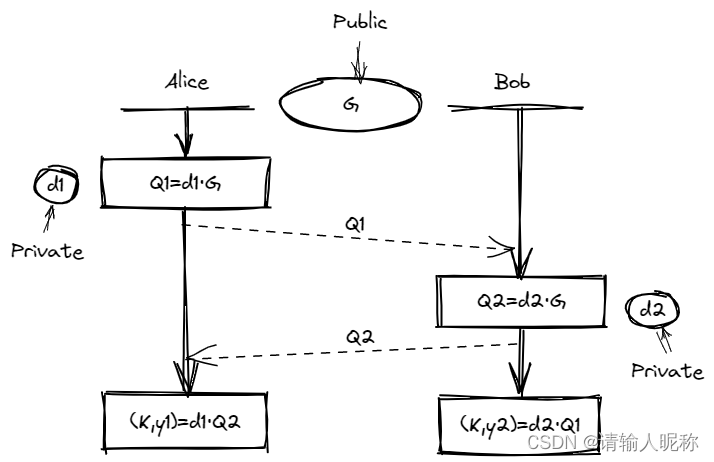 Public
Alice
G
Bob
d1
Q1=d1·G
Private
Q1
Q2=d2·G
d2
Q2
Private
(K,y1)=d1·Q2
(K,y2)=d2·Q1
CSDN @请输人昵称